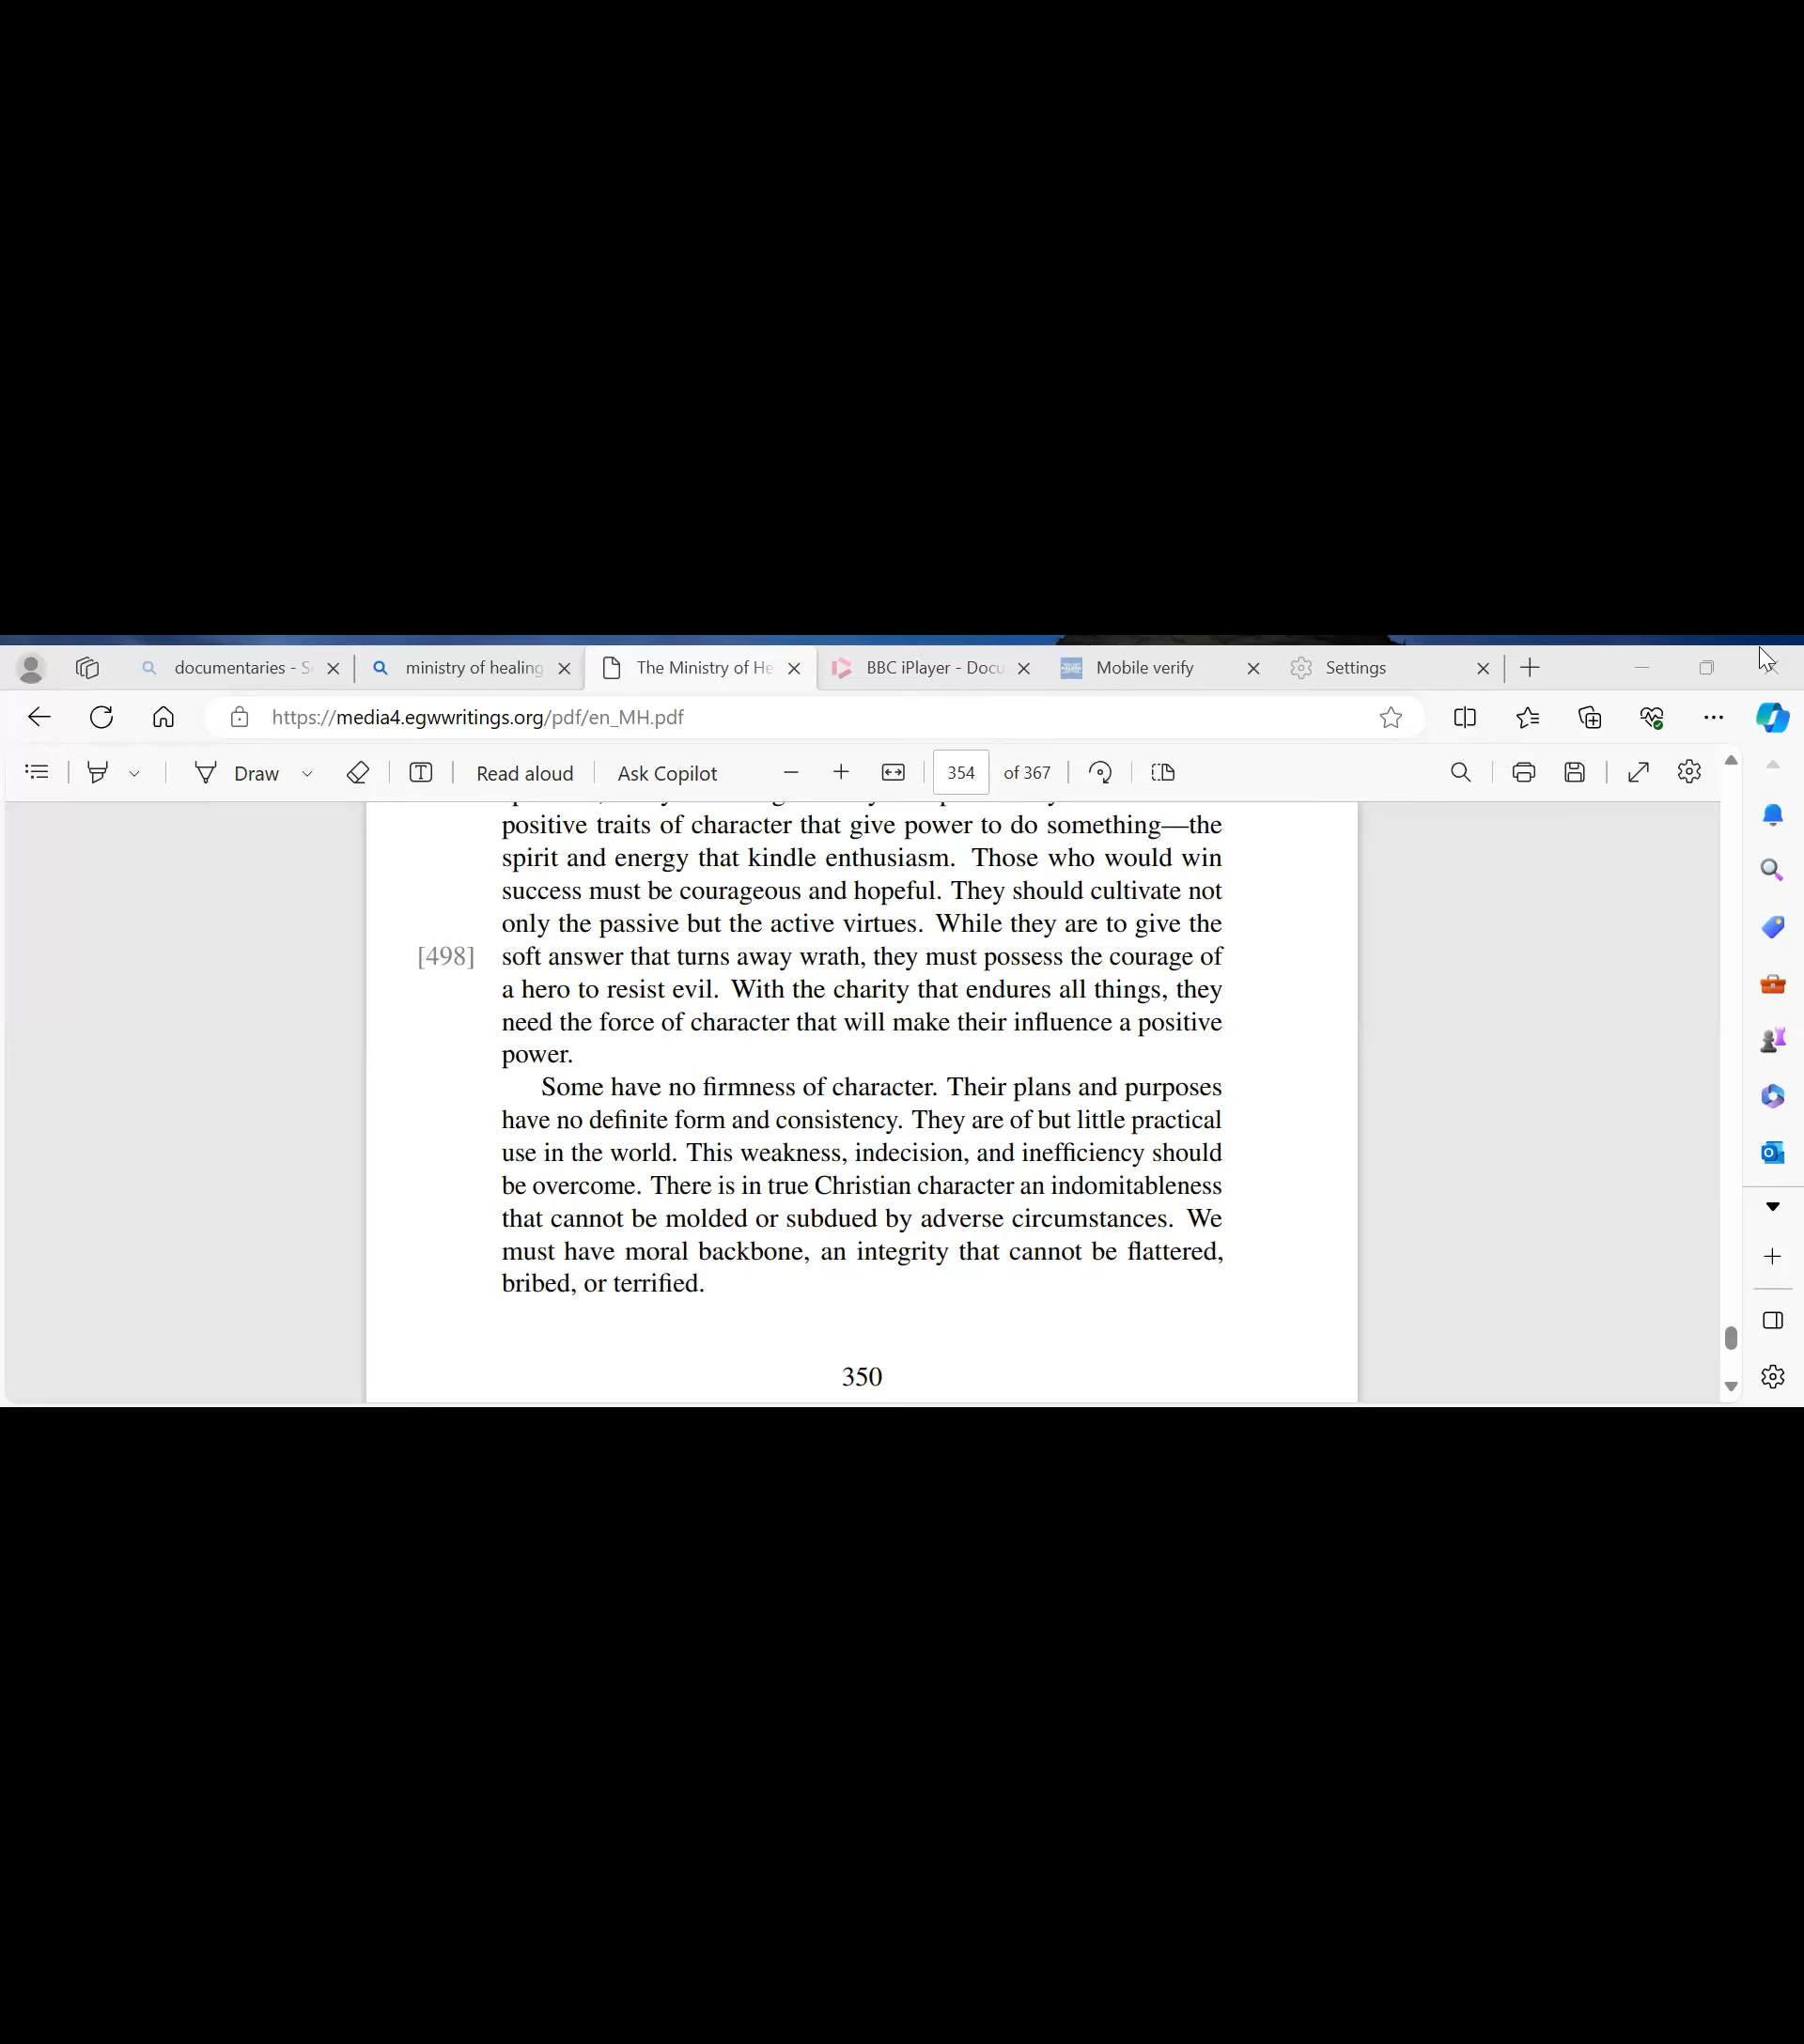 documentaries - S
ministry of healing
The Ministry of He
BBC iPlayer - Docu
Mobile verify
Settings
https://media4.egwwritings.org/pdf/en_MH.pdf
Draw
Read aloud
Ask Copilot
354
of 367
positive traits of character that give power to do something—the
spirit and energy that kindle enthusiasm. Those who would win
success must be courageous and hopeful. They should cultivate not
only the passive but the active virtues. While they are to give the
[498] soft answer that turns away wrath, they must possess the courage of
a hero to resist evil. With the charity that endures all things, they
need the force of character that will make their influence a positive
power.
Some have no firmness of character. Their plans and purposes
have no definite form and consistency. They are of but little practical
use in the world. This weakness, indecision, and inefficiency should
be overcome. There is in true Christian character an indomitableness
that cannot be molded or subdued by adverse circumstances. We
must have moral backbone, an integrity that cannot be flattered,
bribed, or terrified.
350